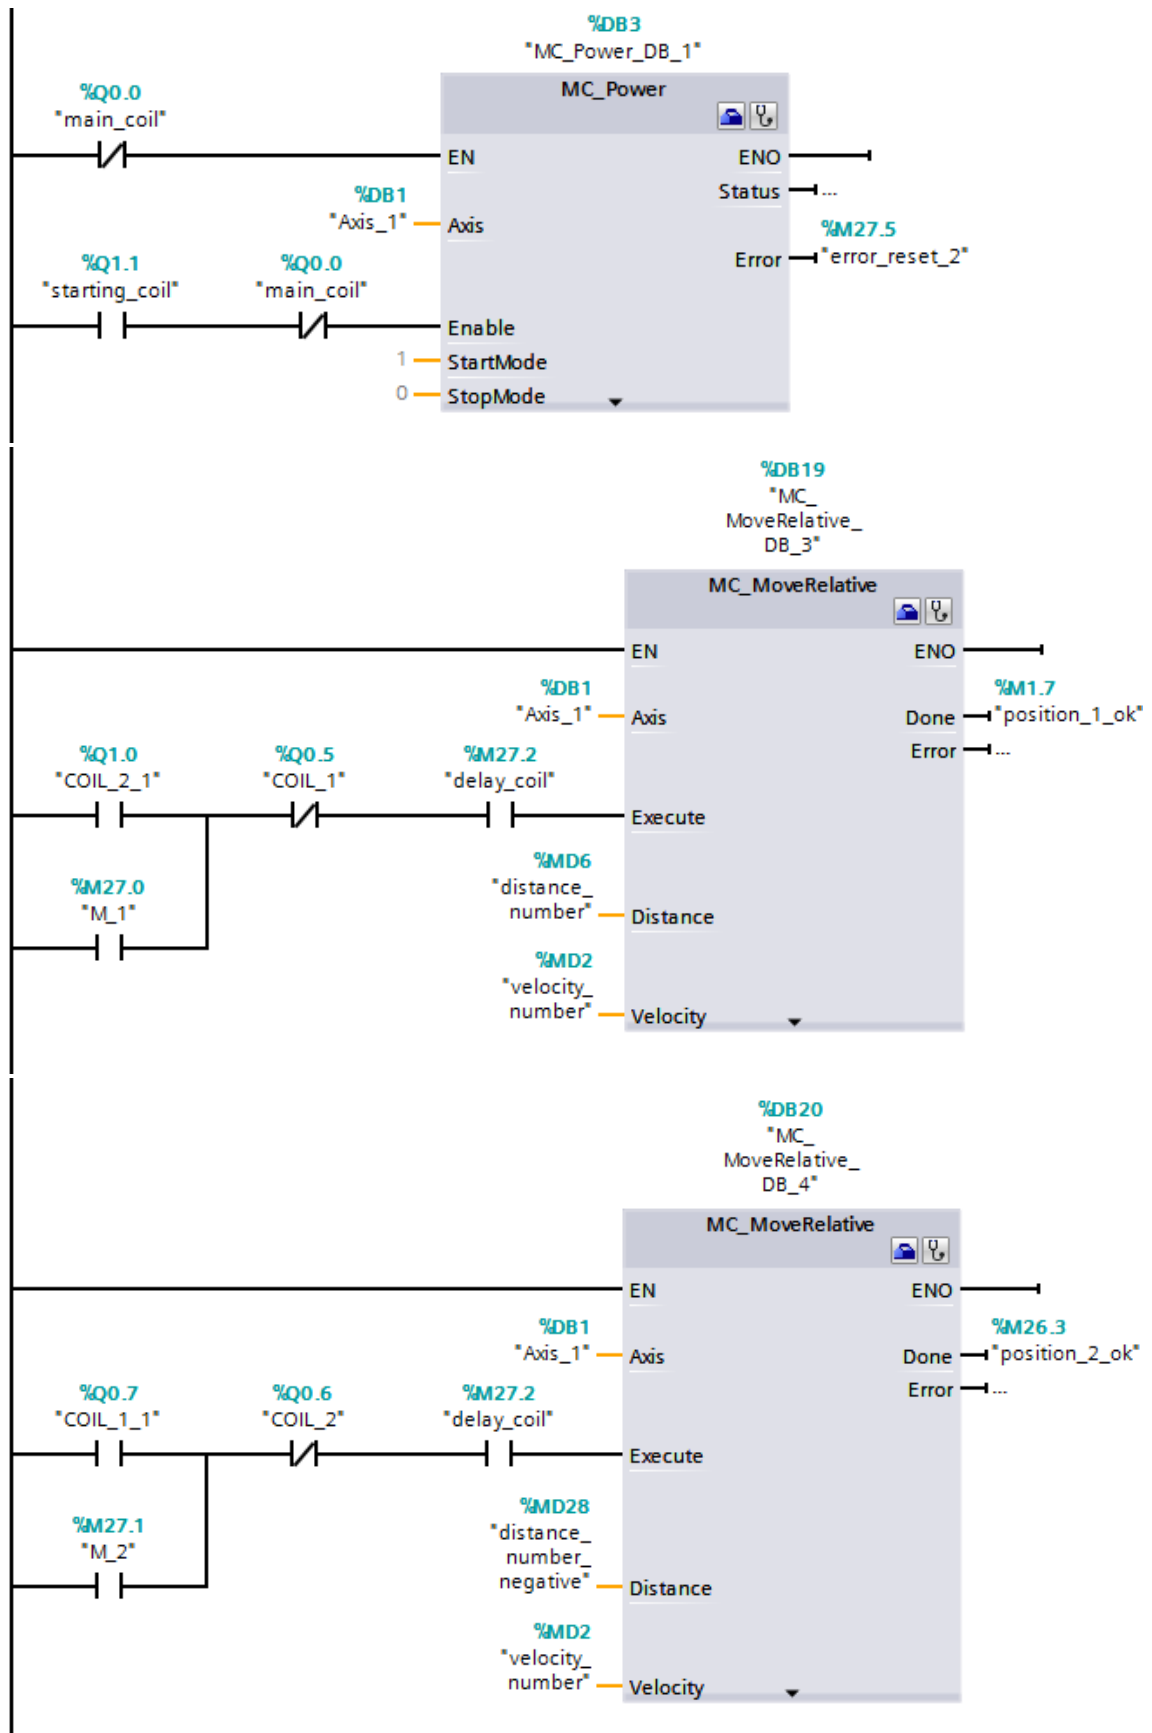 %DB3
"MC_Power_DB_1"
MC_Power
%Q0.0
"main_coil"
EN
ENO
Status
...
%DB1
"Axis_1"
Axis
%M27.5
Error
"error_reset_2"
%Q1.1
%Q0.0
"starting_coil"
"main_coil"
Enable
1
StartMode
0
StopMode
%DB19
"MC_
MoveRelative_
DB_3"
MC_MoveRelative
EN
ENO
%DB1
"Axis_1"
Axis
%M1.7
Done
"position_1_ok"
Error
...
%Q1.0
%Q0.5
%M27.2
"COIL_2_1"
"COIL_1"
"delay_coil"
Execute
%M27.0
"M_1"
%MD6
"distance_
number"
Distance
%MD2
"velocity_
number"
Velocity
%DB20
"MC_
MoveRelative_
DB_4"
MC_MoveRelative
EN
ENO
%DB1
"Axis_1"
Axis
%M26.3
Done
"position_2_ok"
Error
...
%Q0.7
%Q0.6
%M27.2
"COIL_1_1"
"COIL_2"
"delay_coil"
Execute
%M27.1
"M_2"
%MD28
"distance_
number_
negative"
Distance
%MD2
"velocity_
number"
Velocity